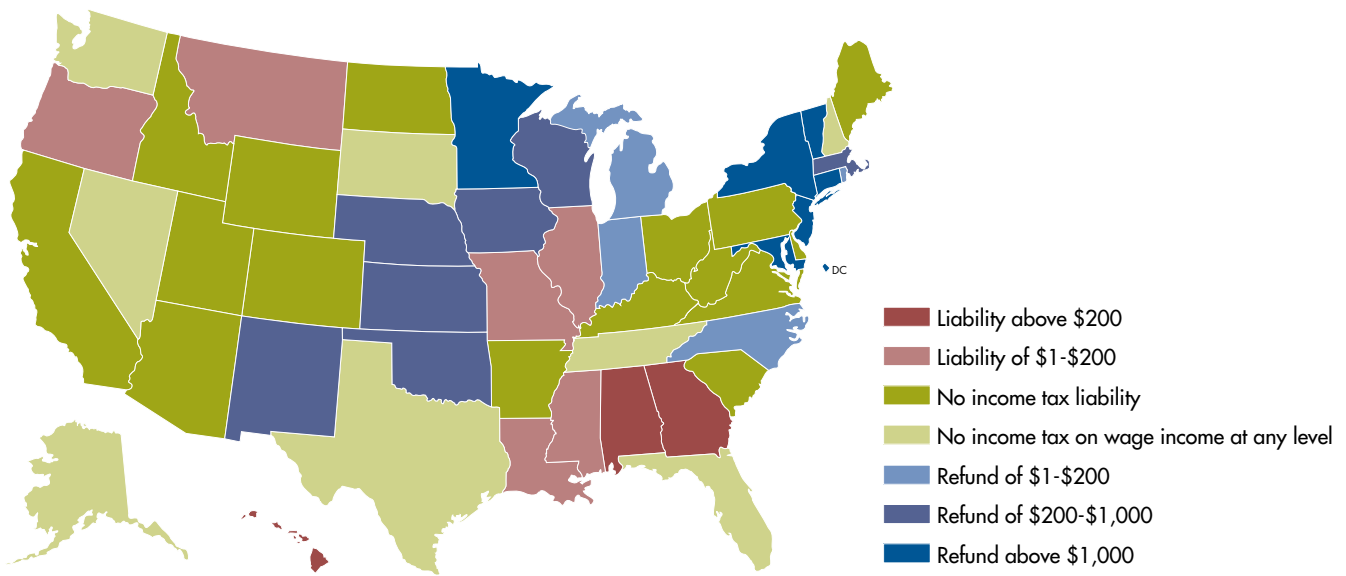 DC
Liability above $200
Liability of $1-$200
No income tax liability
No income tax on wage income at any level
Refund of $1-$200
Refund of $200-$1,000
Refund above $1,000